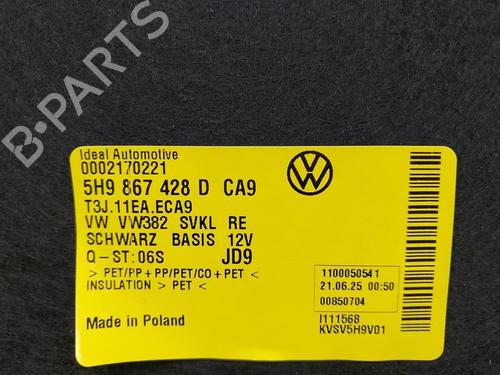 Ideal Automotive
0002170221
5H9 867 428 D CA9
T3J.11EA.ECA9
VW VW382 SVKL RE
SCHWARZ BASIS 12V
Q-ST:06S JD9
> PET/PP + PP/PET/CO + PET <
INSULATION > PET <
Made in Poland
1100050541
21.06.25 00:50
00850704
I111568
KVSV5H9V01
B-PARTS